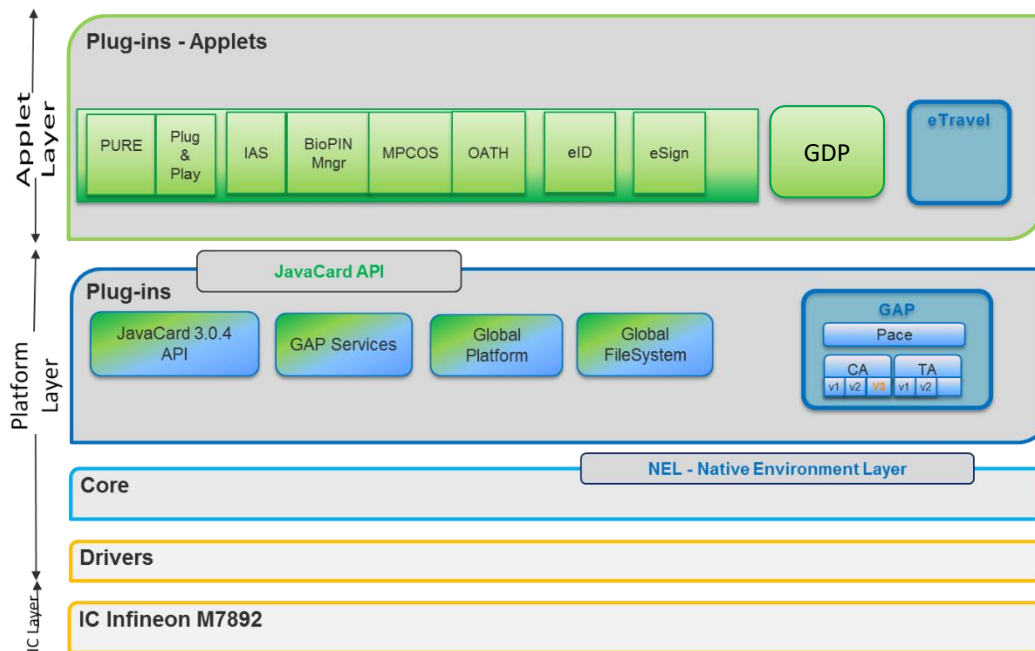 Applet
Layer
Plug-ins - Applets
PURE
Plug
&
Play
IAS
BioPIN
Mngr
MPCOS
OATH
eID
eSign
GDP
eTravel
Platform
Layer
JavaCard API
Plug-ins
JavaCard 3.0.4
API
GAP Services
Global
Platform
Global
FileSystem
GAP
Pace
CA
TA
v1
v2
V3
v1
v2
NEL - Native Environment Layer
Core
Drivers
IC Layer
IC Infineon M7892